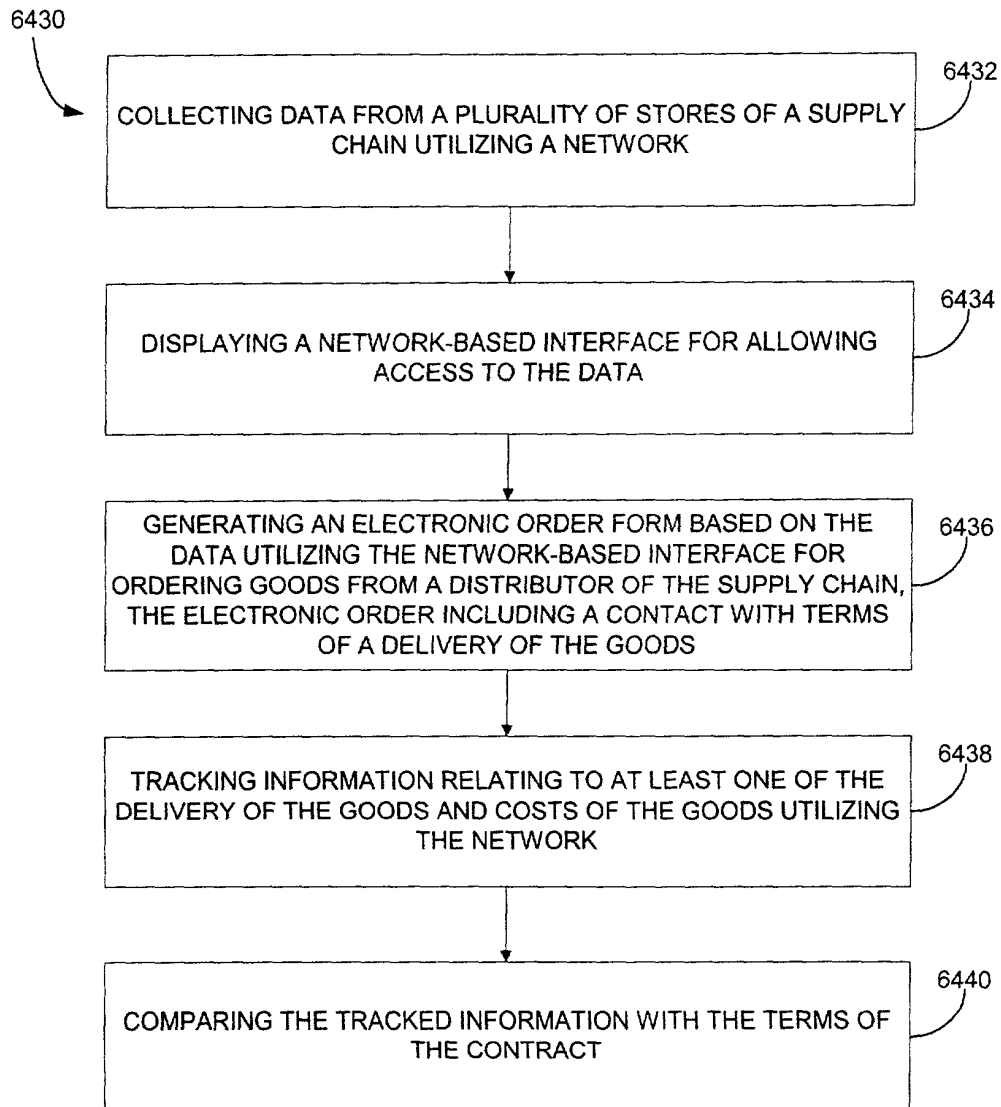 6430
6432
COLLECTING DATA FROM A PLURALITY OF STORES OF A SUPPLY
CHAIN UTILIZING A NETWORK
6434
DISPLAYING A NETWORK-BASED INTERFACE FOR ALLOWING
ACCESS TO THE DATA
6436
GENERATING AN ELECTRONIC ORDER FORM BASED ON THE
DATA UTILIZING THE NETWORK-BASED INTERFACE FOR
ORDERING GOODS FROM A DISTRIBUTOR OF THE SUPPLY CHAIN,
THE ELECTRONIC ORDER INCLUDING A CONTACT WITH TERMS
OF A DELIVERY OF THE GOODS
6438
TRACKING INFORMATION RELATING TO AT LEAST ONE OF THE
DELIVERY OF THE GOODS AND COSTS OF THE GOODS UTILIZING
THE NETWORK
6440
COMPARING THE TRACKED INFORMATION WITH THE TERMS OF
THE CONTRACT